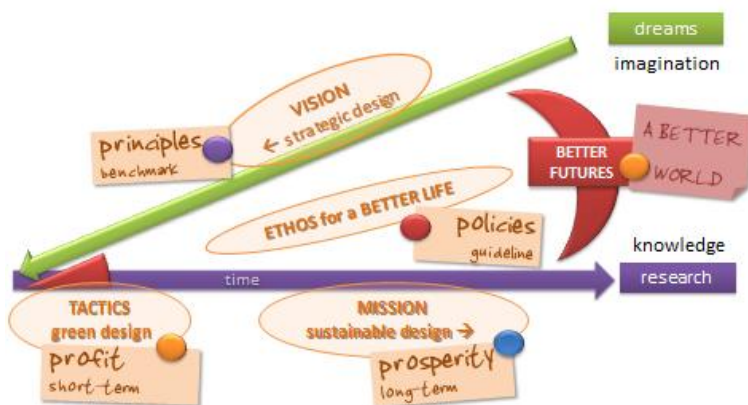 dreams
imagination
VISION
← strategic design
principles
benchmark
A BETTER
WORLD
BETTER
FUTURES
ETHOS for a BETTER LIFE
policies
guideline
knowledge
research
time
TACTICS
green design
profit
short-term
MISSION
sustainable design →
prosperity
long-term